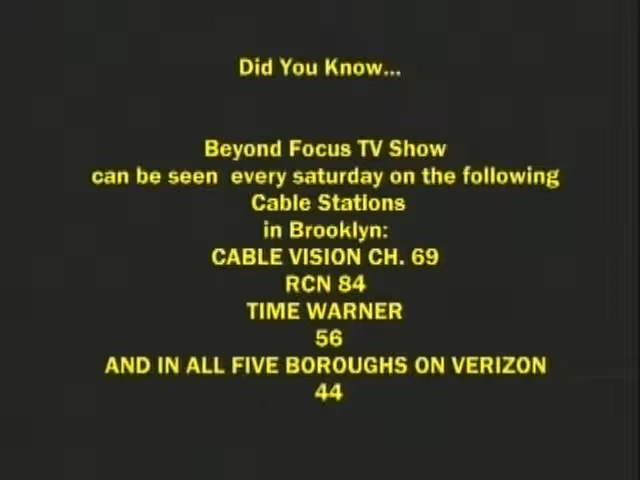 Did You Know...
Beyond Focus TV Show
can be seen every saturday on the following
Cable Stations
in Brooklyn:
CABLE VISION CH. 69
RCN 84
TIME WARNER
56
AND IN ALL FIVE BOROUGHS ON VERIZON
44